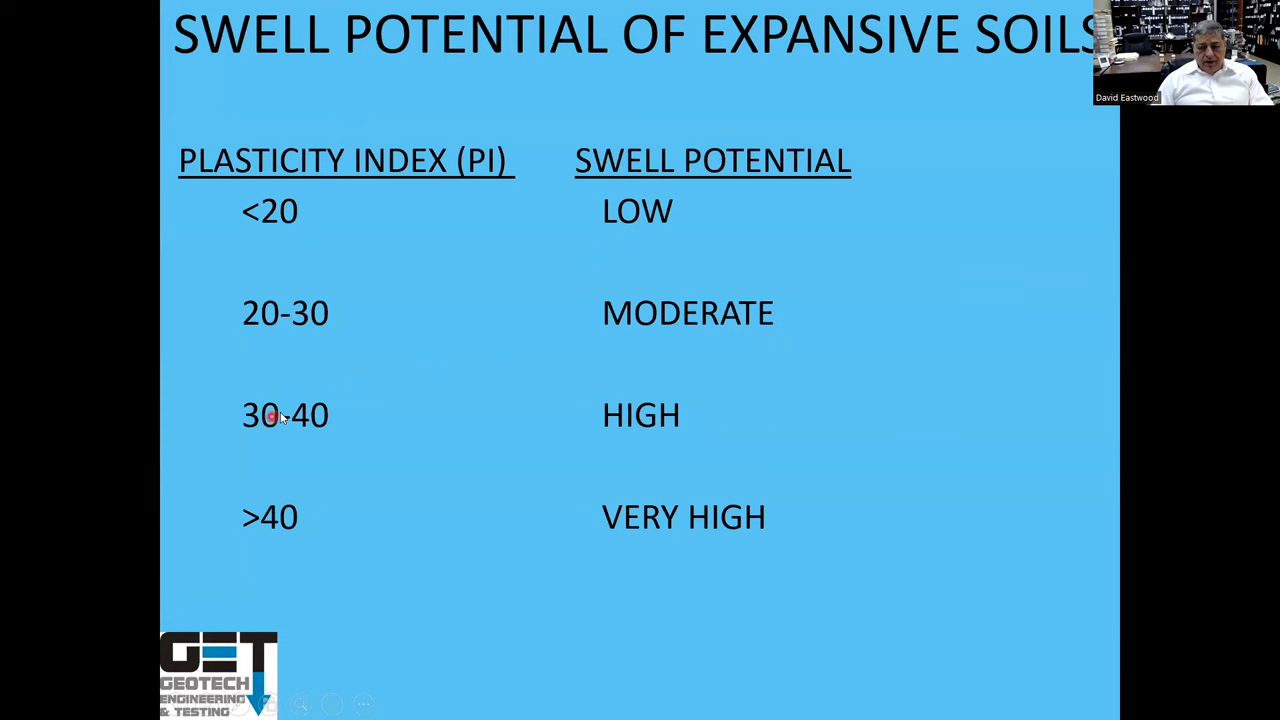 SWELL POTENTIAL OF EXPANSIVE SOILS
David Eastwood
PLASTICITY INDEX (PI) SWELL POTENTIAL
<20 LOW
20-30 MODERATE
30-40 HIGH
>40 VERY HIGH
GET
GEOTECH
ENGINEERING
& TESTING